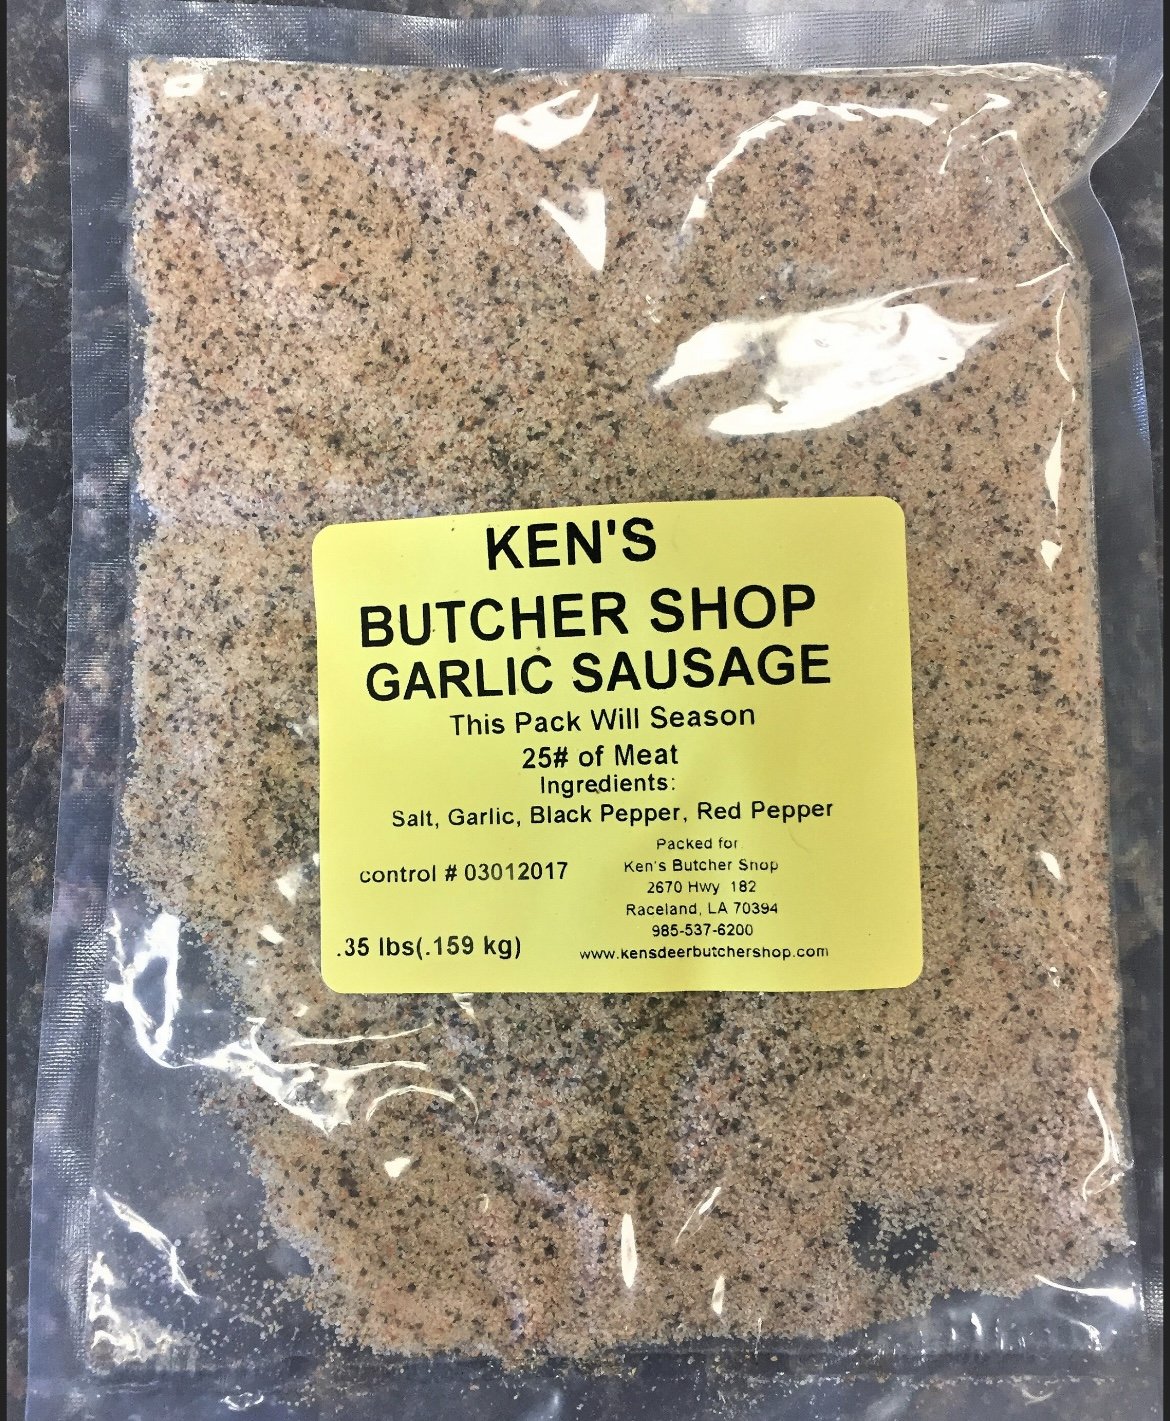 KEN'S
BUTCHER SHOP
GARLIC SAUSAGE
This Pack Will Season
25# of Meat
Ingredients:
Salt, Garlic, Black Pepper, Red Pepper
control # 03012017
.35 lbs(.159 kg)
Packed for
Ken's Butcher Shop
2670 Hwy 182
Raceland, LA 70394
985-537-6200
www.kensdeerbutchershop.com